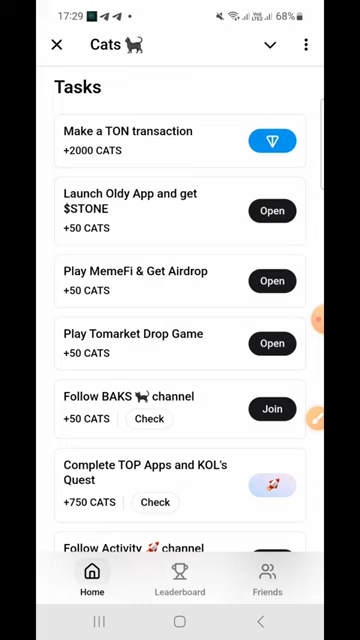 17:29
68%
Cats 🐈‍⬛
Tasks
Make a TON transaction
+2000 CATS
Launch Oldy App and get
$STONE
+50 CATS
Open
Play MemeFi & Get Airdrop
+50 CATS
Open
Play Tomarket Drop Game
+50 CATS
Open
Follow BAKS 🐈‍⬛ channel
+50 CATS
Check
Join
Complete TOP Apps and KOL's
Quest
+750 CATS
Check
Follow Activity 🚀 channel
Home
Leaderboard
Friends